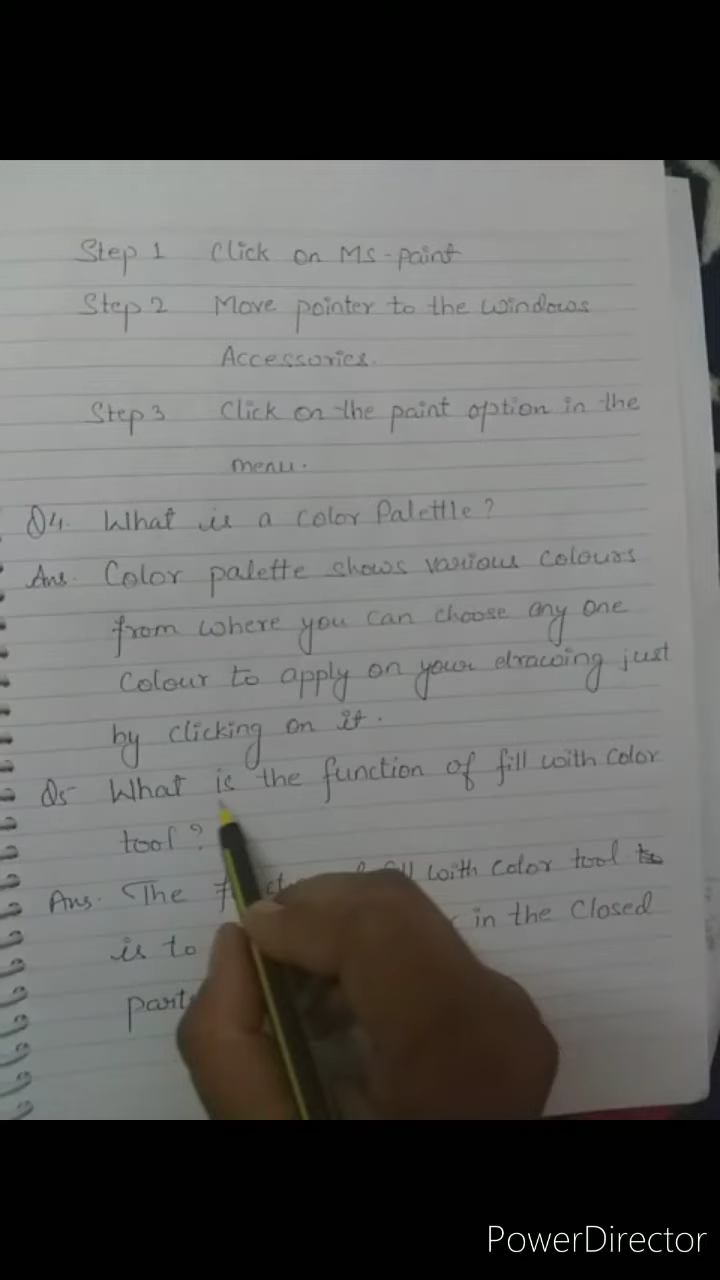 Step 1 Click on MS-paint
Step 2 Move pointer to the windows
Accessories.
Step 3 Click on the paint option in the
menu.
Q4. What is a color Palettle?
Ans. Color palette shows various colours
from where you can choose any one
colour to apply on your drawing just
by clicking on it.
Q5 What is the function of fill with color
tool?
Ans. The fill with color tool
is to in the closed
part
PowerDirector